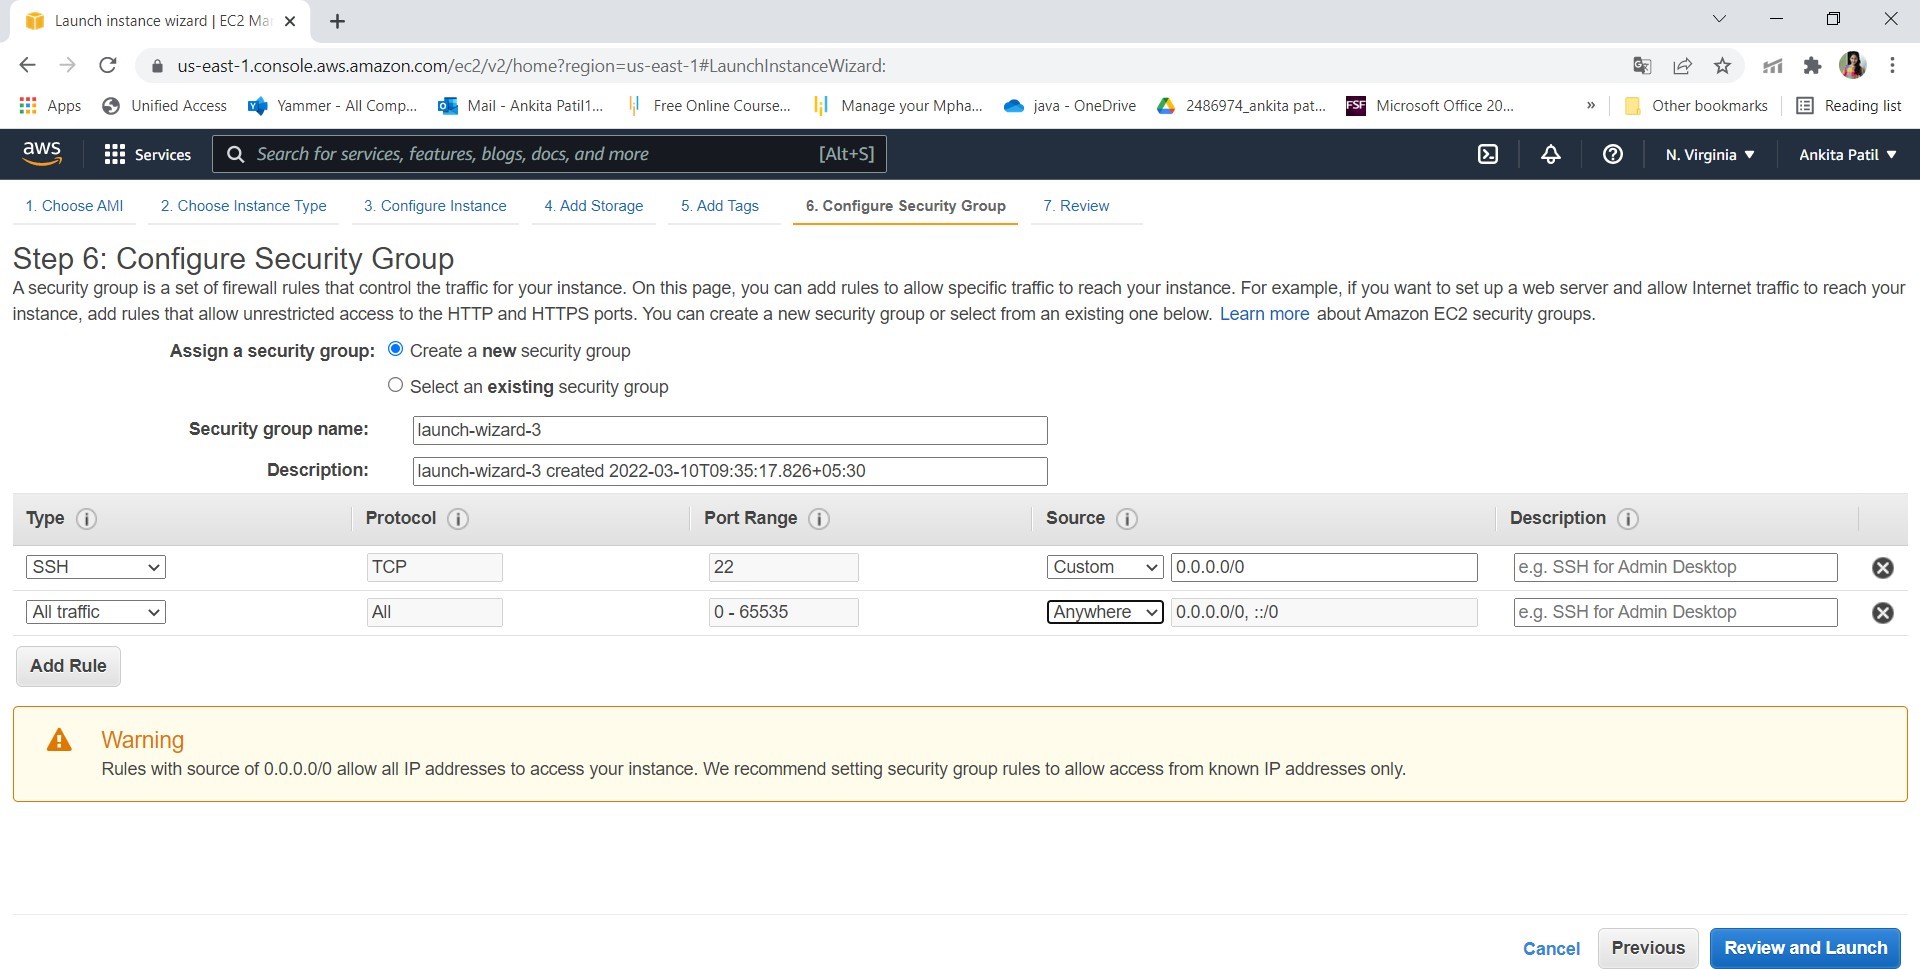 Launch instance wizard | EC2 Mar
us-east-1.console.aws.amazon.com/ec2/v2/home?region=us-east-1#LaunchInstanceWizard:
Apps Unified Access Yammer - All Comp... Mail - Ankita Patil1... Free Online Course... Manage your Mpha... java - OneDrive 2486974_ankita pat... FSF Microsoft Office 20... » Other bookmarks Reading list
aws Services Search for services, features, blogs, docs, and more [Alt+S] N. Virginia Ankita Patil
1. Choose AMI 2. Choose Instance Type 3. Configure Instance 4. Add Storage 5. Add Tags 6. Configure Security Group 7. Review
Step 6: Configure Security Group
A security group is a set of firewall rules that control the traffic for your instance. On this page, you can add rules to allow specific traffic to reach your instance. For example, if you want to set up a web server and allow Internet traffic to reach your
instance, add rules that allow unrestricted access to the HTTP and HTTPS ports. You can create a new security group or select from an existing one below. Learn more about Amazon EC2 security groups.
Assign a security group: Create a new security group
Select an existing security group
Security group name: launch-wizard-3
Description: launch-wizard-3 created 2022-03-10T09:35:17.826+05:30
Type Protocol Port Range Source Description
SSH TCP 22 Custom 0.0.0.0/0 e.g. SSH for Admin Desktop
All traffic All 0 - 65535 Anywhere 0.0.0.0/0, ::/0 e.g. SSH for Admin Desktop
Add Rule
Warning
Rules with source of 0.0.0.0/0 allow all IP addresses to access your instance. We recommend setting security group rules to allow access from known IP addresses only.
Cancel Previous Review and Launch